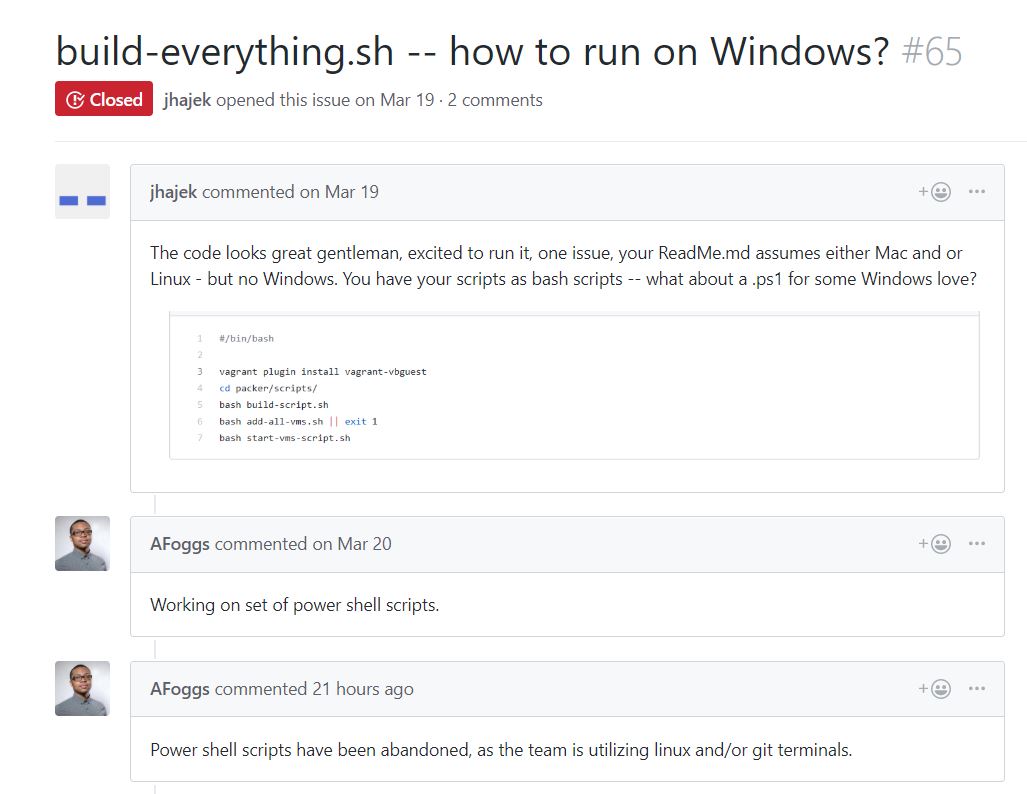 build-everything.sh -- how to run on Windows? #65
Closed jhajek opened this issue on Mar 19 · 2 comments
jhajek commented on Mar 19
The code looks great gentleman, excited to run it, one issue, your ReadMe.md assumes either Mac and or
Linux - but no Windows. You have your scripts as bash scripts -- what about a .ps1 for some Windows love?
1 #/bin/bash
2
3 vagrant plugin install vagrant-vbguest
4 cd packer/scripts/
5 bash build-script.sh
6 bash add-all-vms.sh || exit 1
7 bash start-vms-script.sh
AFoggs commented on Mar 20
Working on set of power shell scripts.
AFoggs commented 21 hours ago
Power shell scripts have been abandoned, as the team is utilizing linux and/or git terminals.